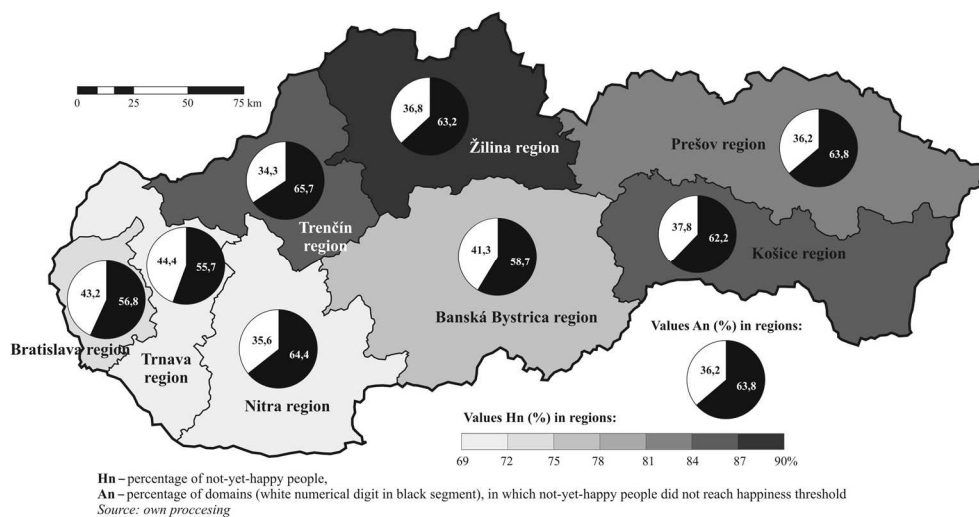 0 25 50 75 km
36,8
63,2
Žilina region
36,2
63,8
Prešov region
34,3
65,7
Trenčín
region
37,8
62,2
Košice region
44,4
55,7
41,3
58,7
Banská Bystrica region
43,2
56,8
Bratislava region
Trnava
region
35,6
64,4
Nitra region
Values An (%) in regions:
36,2
63,8
Values Hn (%) in regions:
69 72 75 78 81 84 87 90%
Hn – percentage of not-yet-happy people,
An – percentage of domains (white numerical digit in black segment), in which not-yet-happy people did not reach happiness threshold
Source: own proccesing